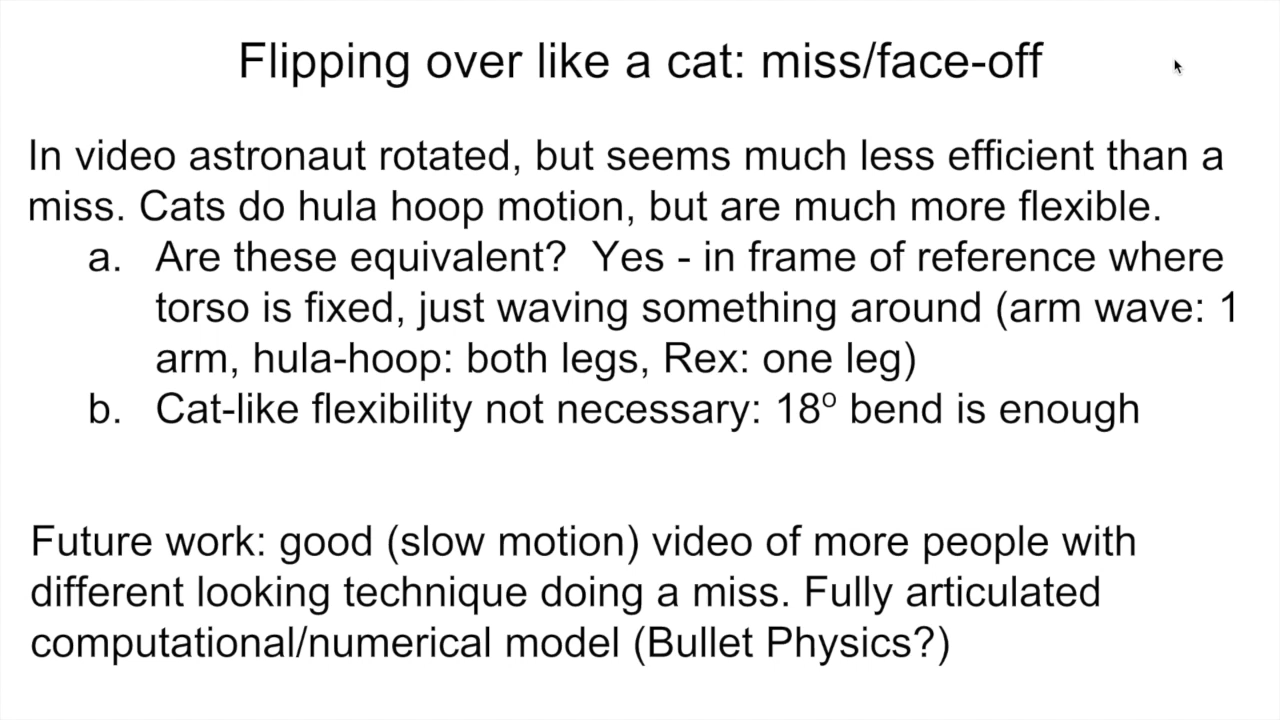 Flipping over like a cat: miss/face-off
In video astronaut rotated, but seems much less efficient than a
miss. Cats do hula hoop motion, but are much more flexible.
a. Are these equivalent? Yes - in frame of reference where
torso is fixed, just waving something around (arm wave: 1
arm, hula-hoop: both legs, Rex: one leg)
b. Cat-like flexibility not necessary: 18º bend is enough
Future work: good (slow motion) video of more people with
different looking technique doing a miss. Fully articulated
computational/numerical model (Bullet Physics?)